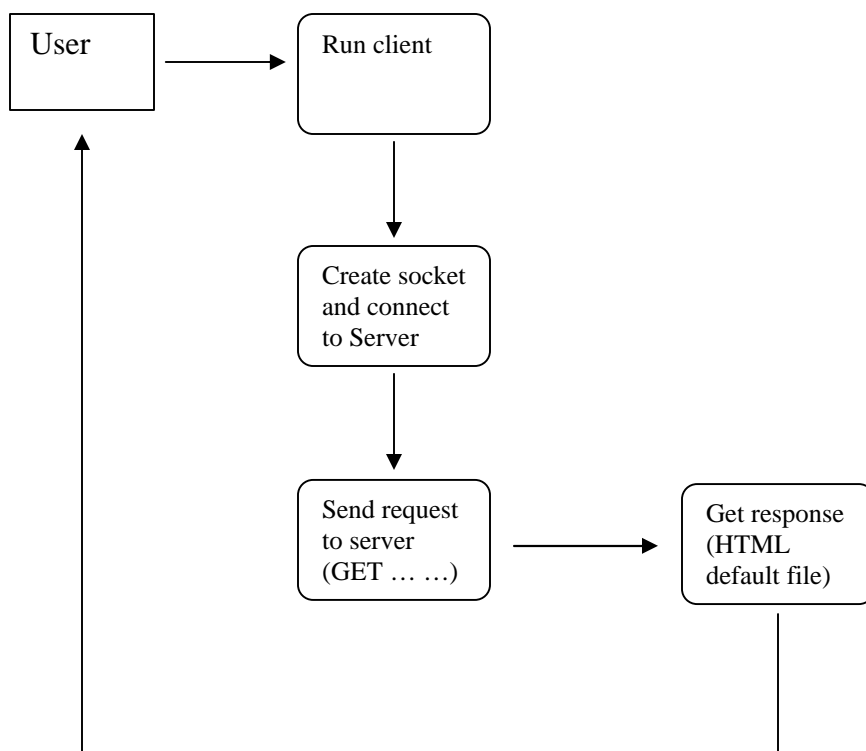 User
Run client
Create socket
and connect
to Server
Send request
to server
(GET … …)
Get response
(HTML
default file)